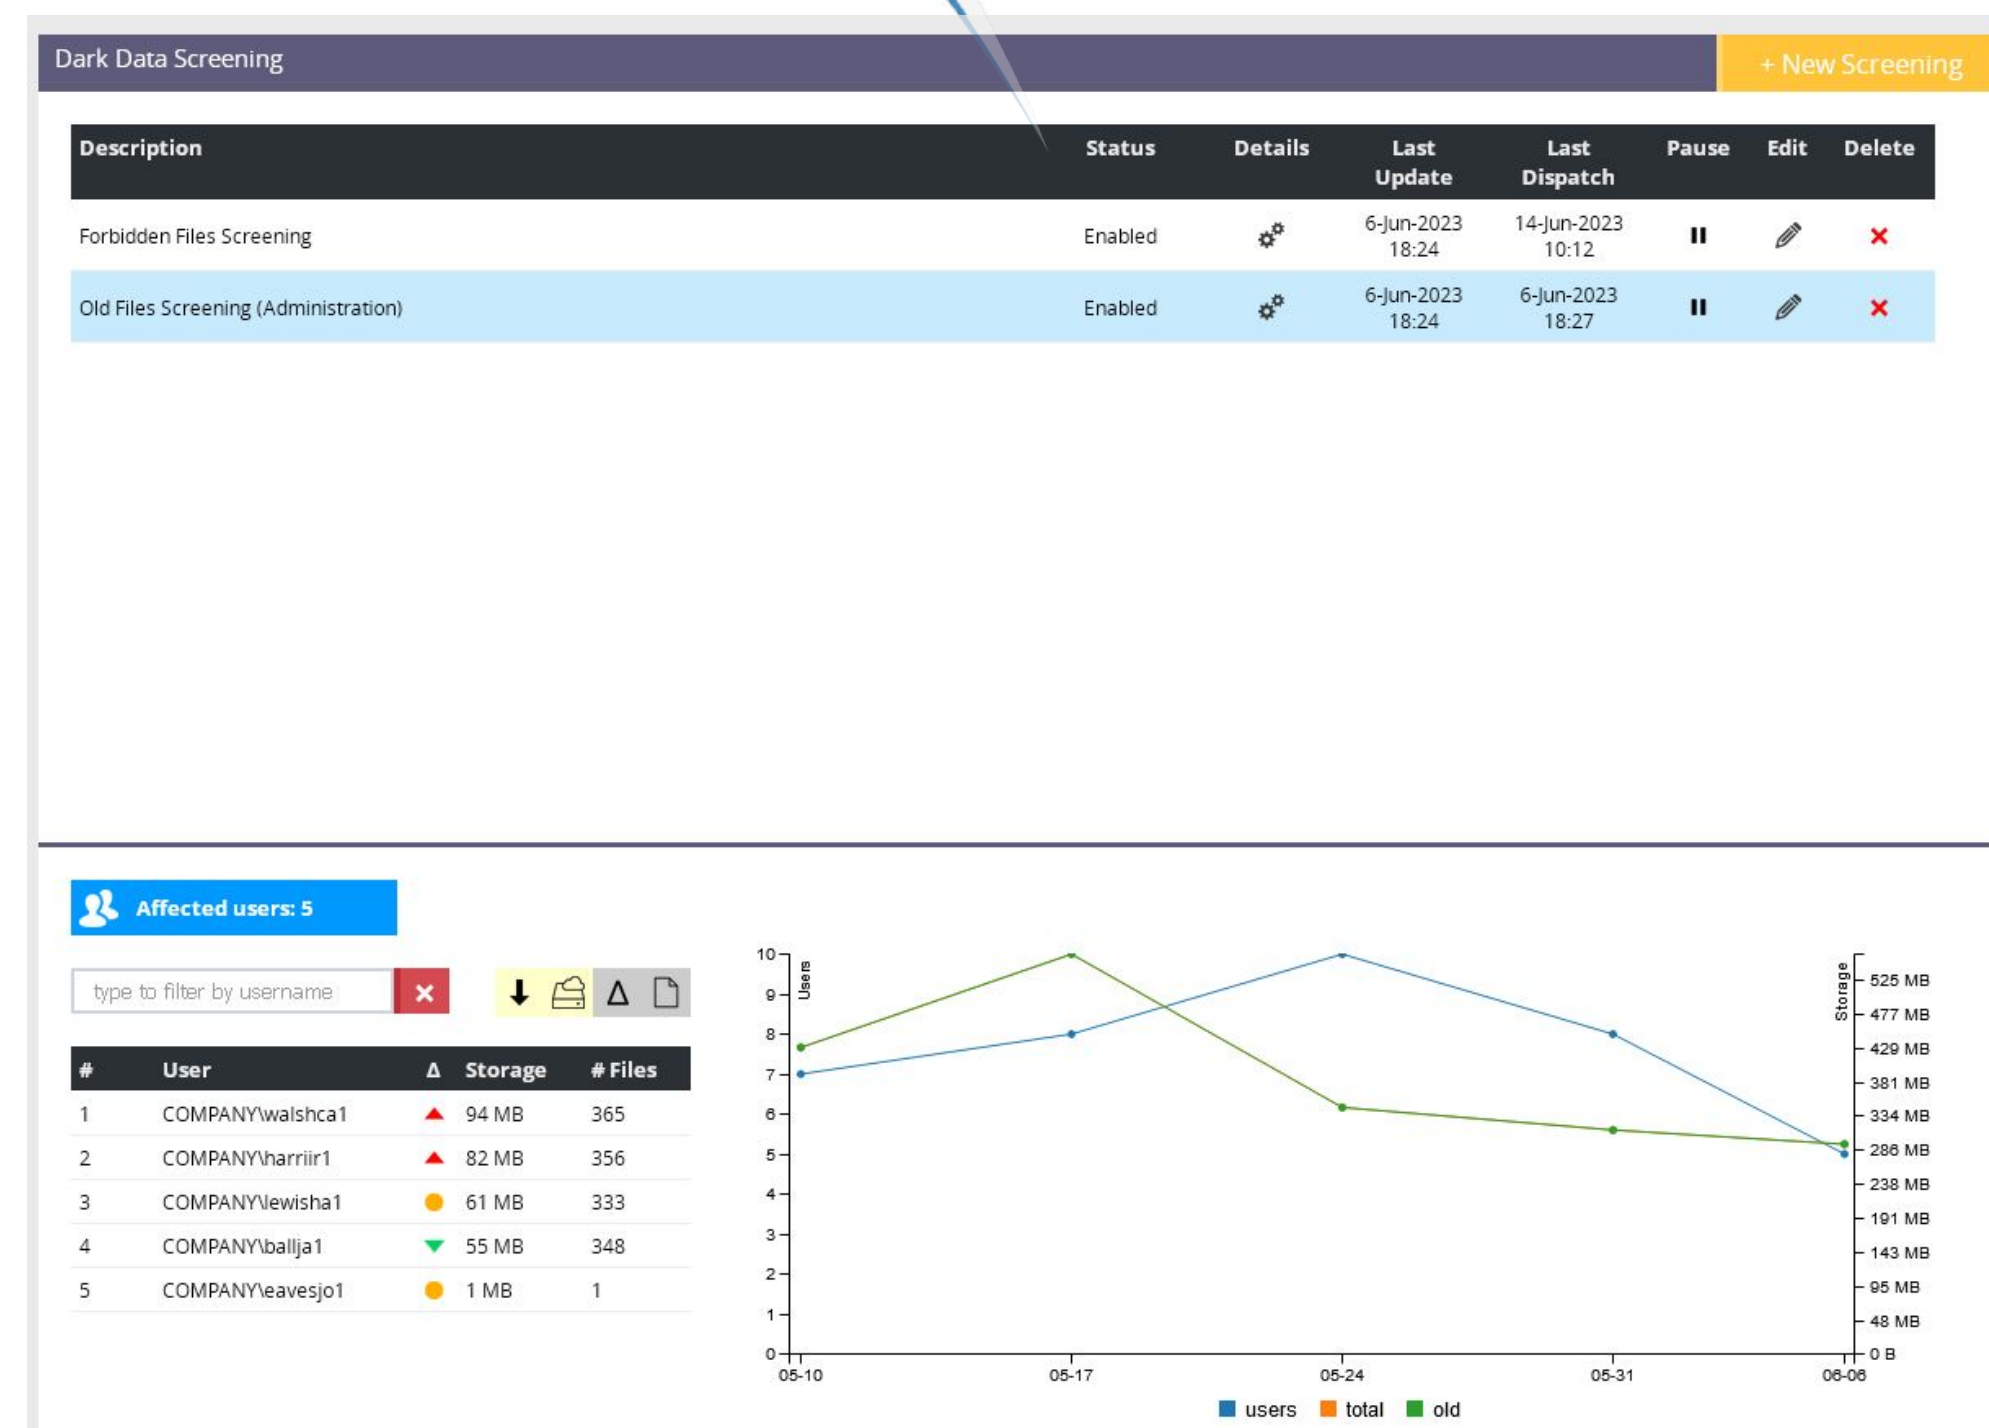 Dark Data Screening
+ New Screening
Description Status Details Last Update Last Dispatch Pause Edit Delete
Forbidden Files Screening Enabled 6-Jun-2023 18:24 14-Jun-2023 10:12
Old Files Screening (Administration) Enabled 6-Jun-2023 18:24 6-Jun-2023 18:27
Affected users: 5
type to filter by username
Δ
# User Δ Storage # Files
1 COMPANY\walshca1 94 MB 365
2 COMPANY\harriir1 82 MB 356
3 COMPANY\lewisha1 61 MB 333
4 COMPANY\ballja1 55 MB 348
5 COMPANY\eavesjo1 1 MB 1
Users
10
9
8
7
6
5
4
3
2
1
0
Storage
525 MB
477 MB
429 MB
381 MB
334 MB
286 MB
238 MB
191 MB
143 MB
95 MB
48 MB
0 B
05-10 05-17 05-24 05-31 06-06
users total old